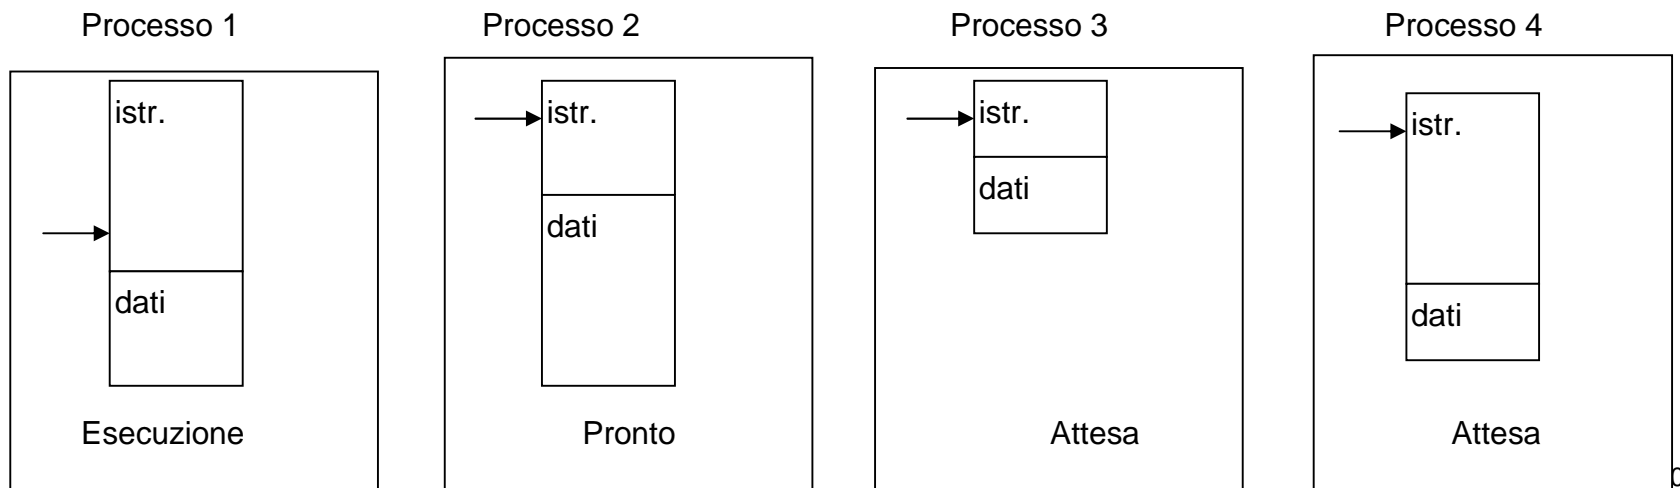 Processo 1 Processo 2 Processo 3 Processo 4
istr. istr. istr. istr.
dati dati dati dati
Esecuzione Pronto Attesa Attesa